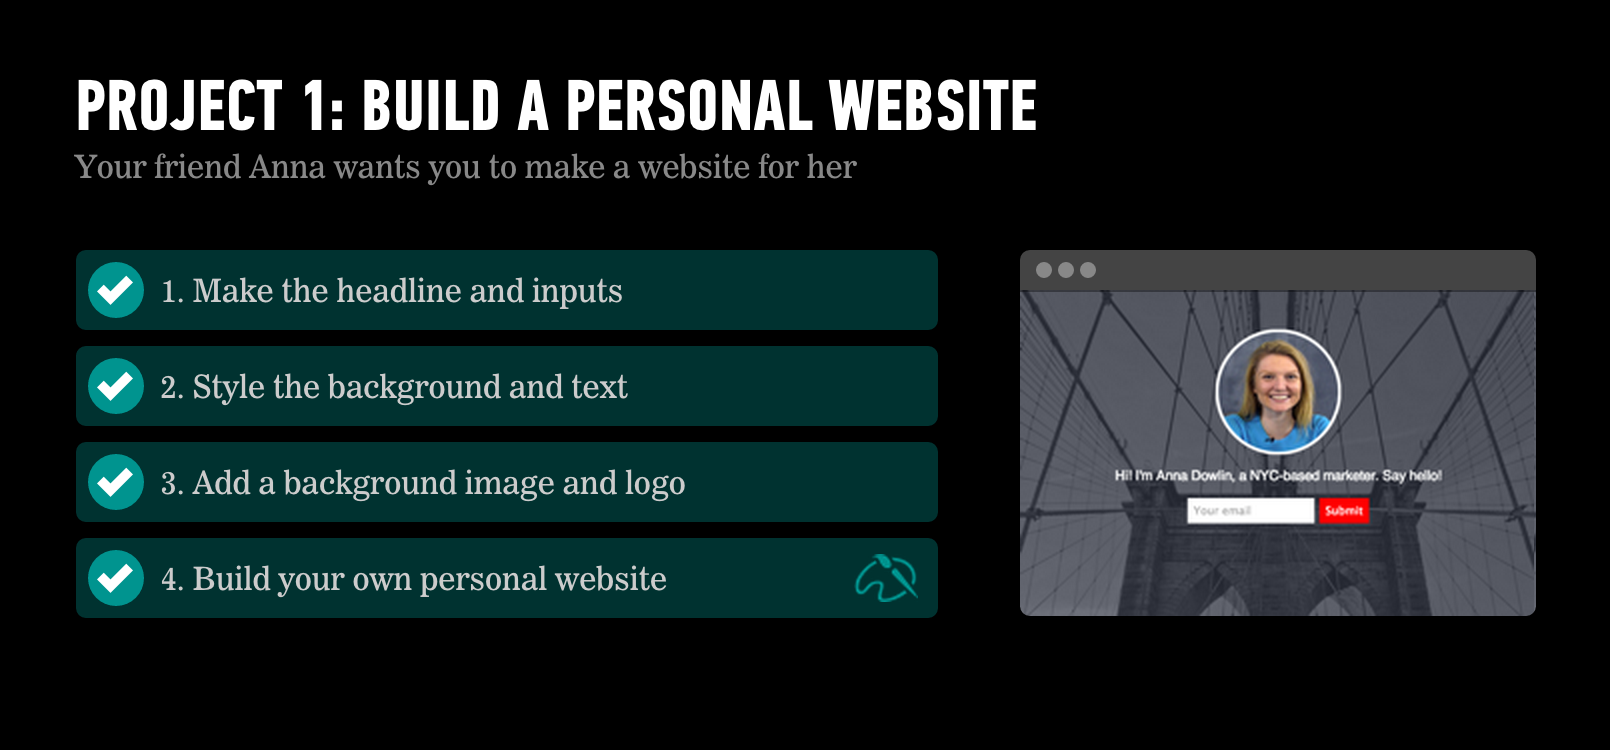 PROJECT 1: BUILD A PERSONAL WEBSITE
Your friend Anna wants you to make a website for her
1. Make the headline and inputs
2. Style the background and text
3. Add a background image and logo
4. Build your own personal website
Hi! I'm Anna Dowlin, a NYC-based marketer. Say hello!
Your email
Submit